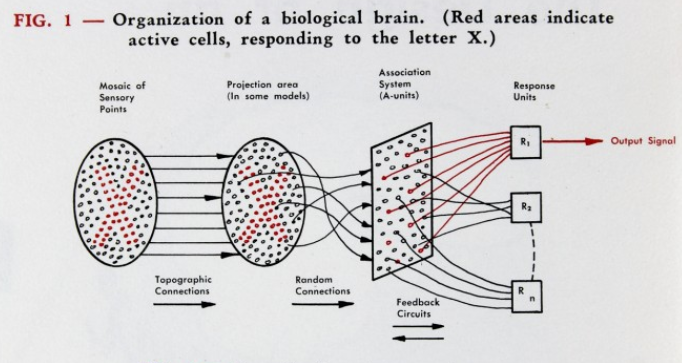 FIG. 1 — Organization of a biological brain. (Red areas indicate
active cells, responding to the letter X.)
Mosaic of
Sensory
Points
Projection area
(In some models)
Association
System
(A-units)
Response
Units
R1
Output Signal
R2
R n
Topographic
Connections
Random
Connections
Feedback
Circuits